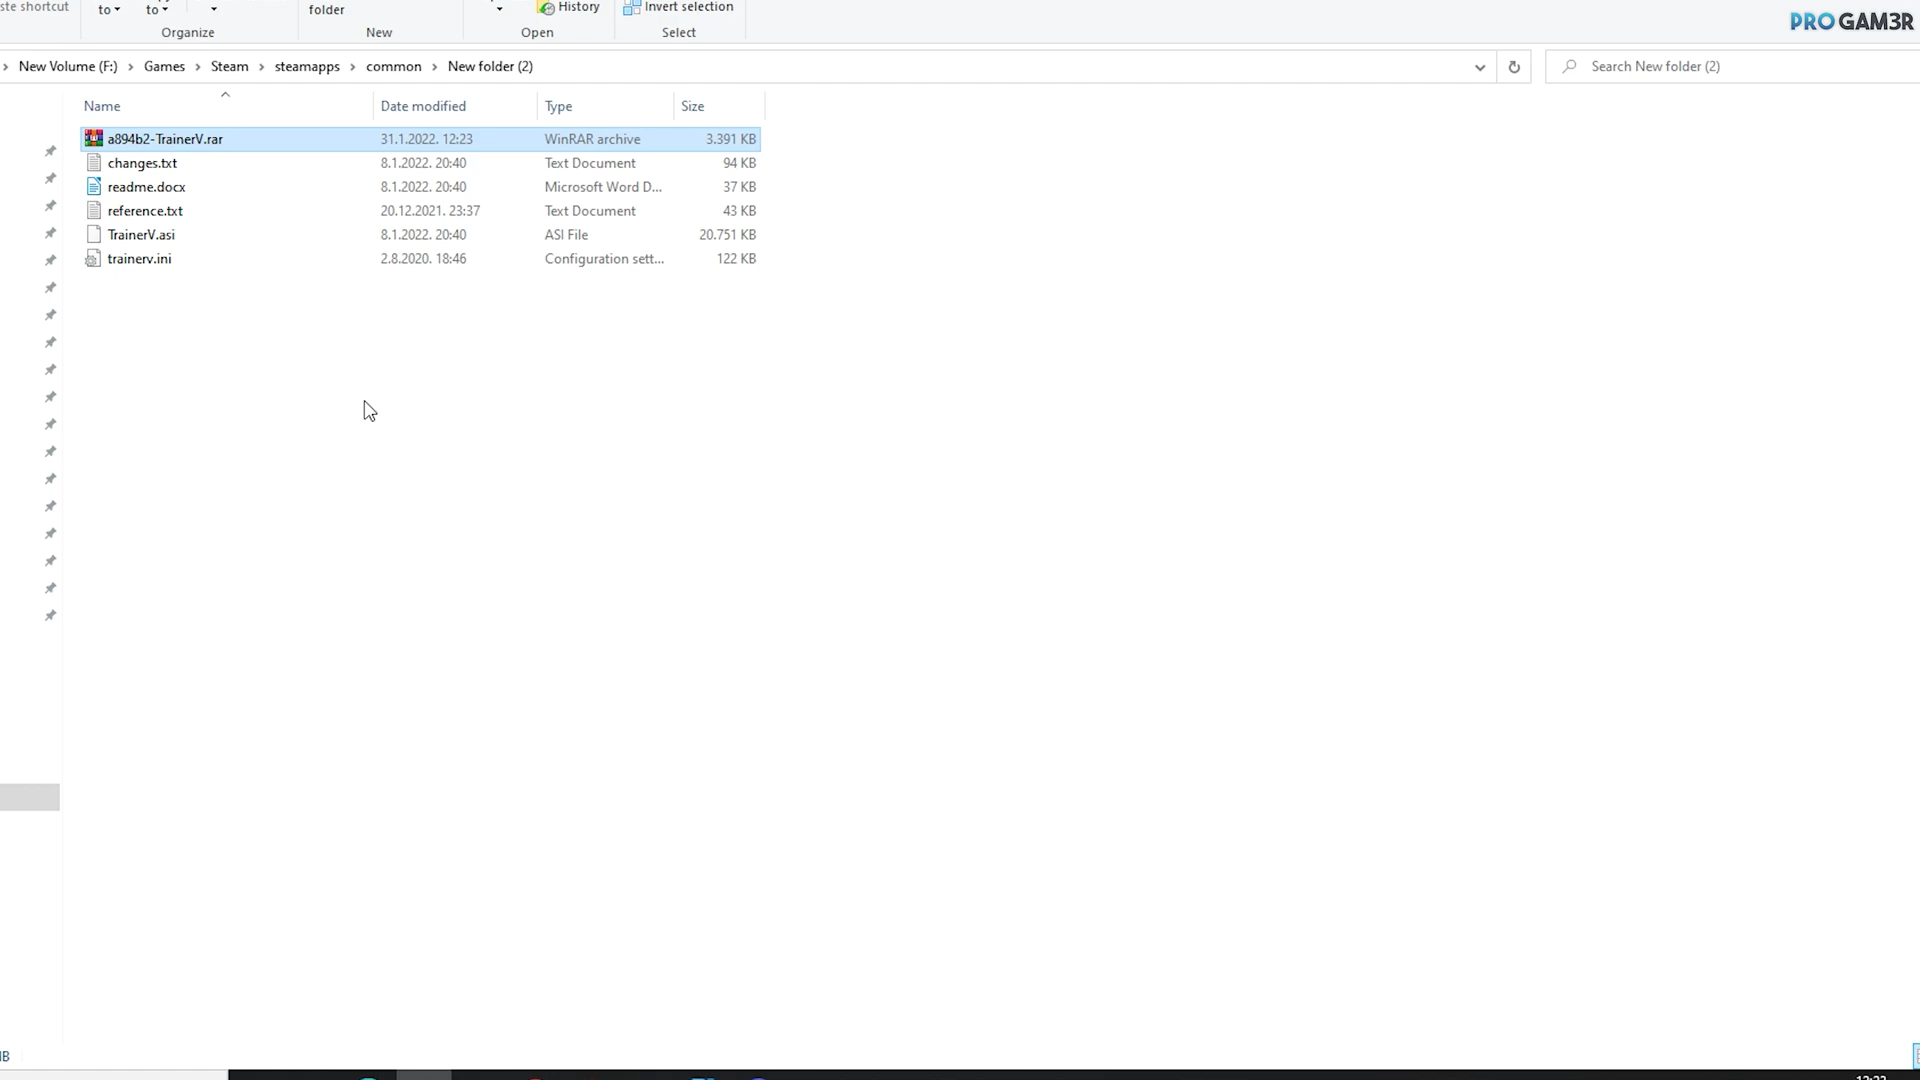 ste shortcut
to
to
folder
History
Invert selection
Organize
New
Open
Select
PRO GAM3R
New Volume (F:) › Games › Steam › steamapps › common › New folder (2)
Search New folder (2)
Name Date modified Type Size
a894b2-TrainerV.rar 31.1.2022. 12:23 WinRAR archive 3.391 KB
changes.txt 8.1.2022. 20:40 Text Document 94 KB
readme.docx 8.1.2022. 20:40 Microsoft Word D... 37 KB
reference.txt 20.12.2021. 23:37 Text Document 43 KB
TrainerV.asi 8.1.2022. 20:40 ASI File 20.751 KB
trainerv.ini 2.8.2020. 18:46 Configuration sett... 122 KB